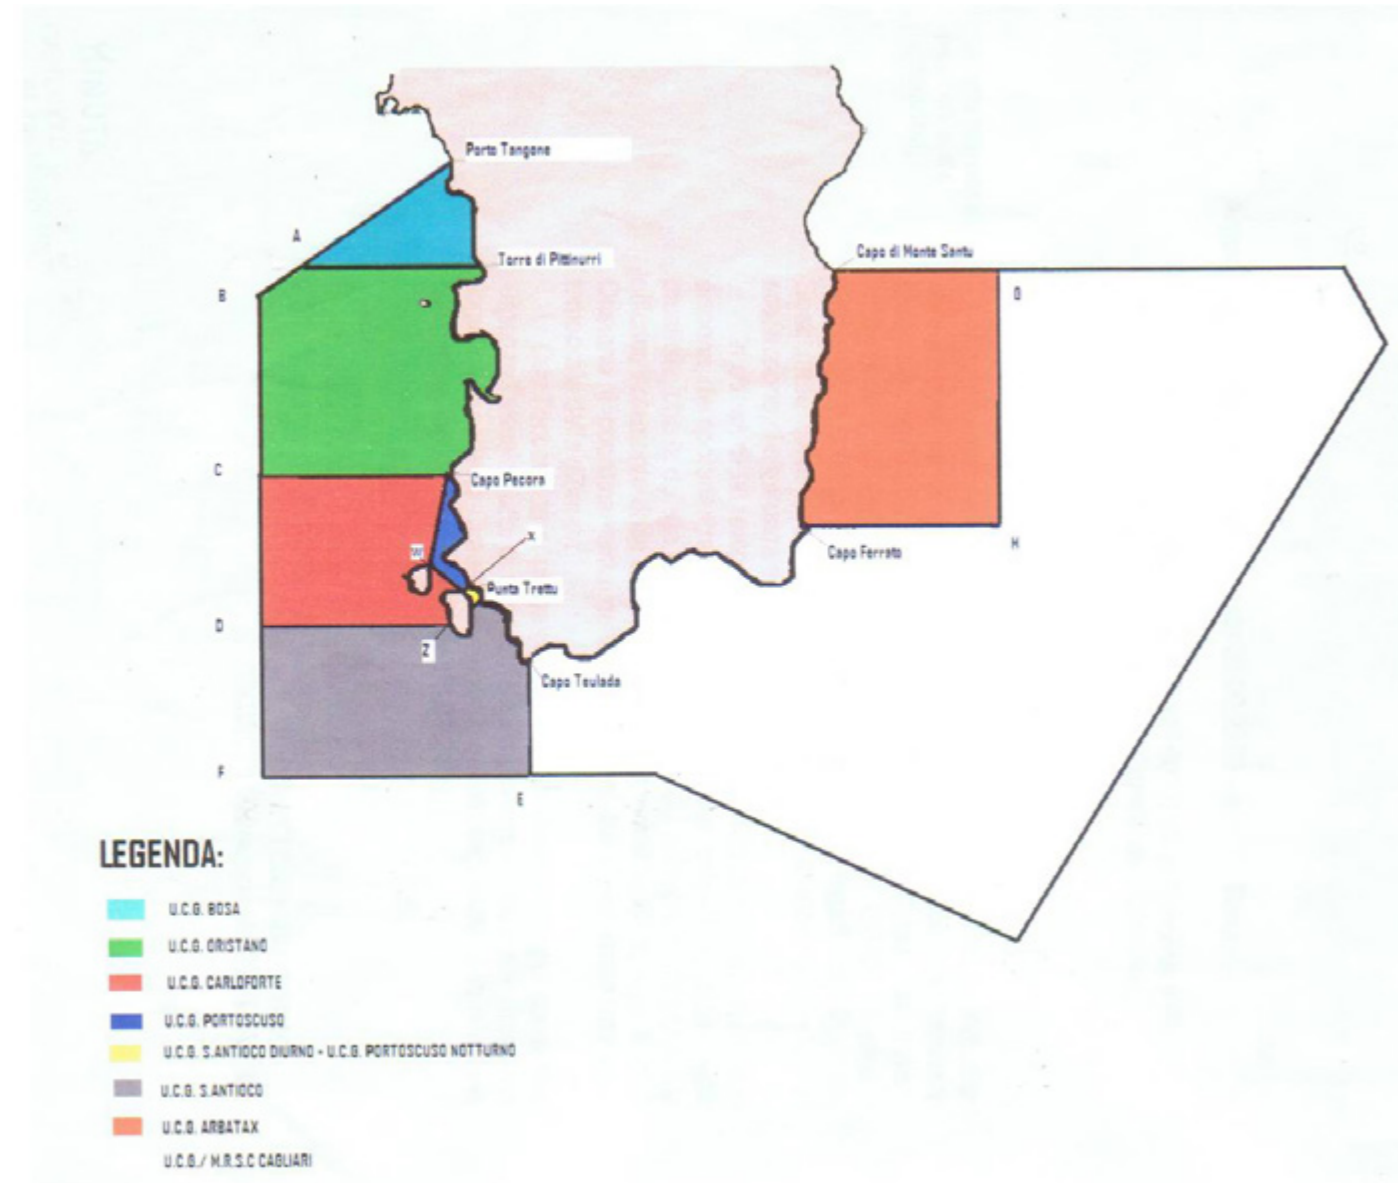 Porto Tangone
A
Torre di Pittinurri
Capo di Monte Santu
B
G
C
Capo Pecora
X
W
Capo Ferrato
H
Punta Trettu
D
Z
Capo Teulada
F
E
LEGENDA:
U.C.G. BOSA
U.C.G. ORISTANO
U.C.G. CARLOFORTE
U.C.G. PORTOSCUSO
U.C.G. S.ANTIOCO DIURNO - U.C.G. PORTOSCUSO NOTTURNO
U.C.G. S.ANTIOCO
U.C.G. ARBATAX
U.C.G./ M.R.S.C CAGLIARI